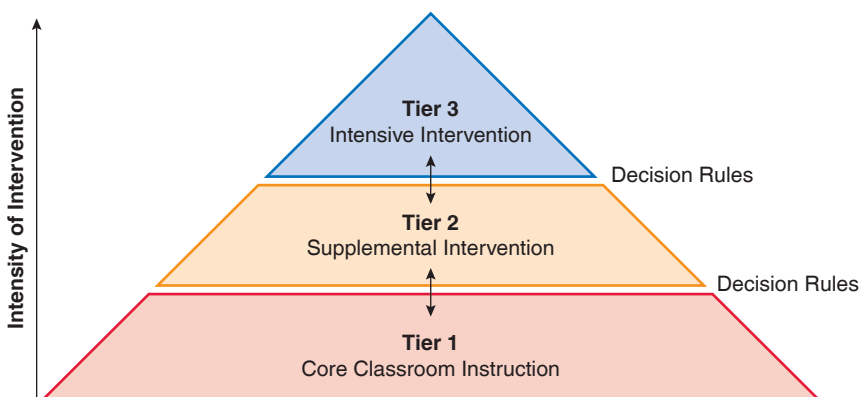 Intensity of Intervention
Tier 3
Intensive Intervention
Decision Rules
Tier 2
Supplemental Intervention
Decision Rules
Tier 1
Core Classroom Instruction